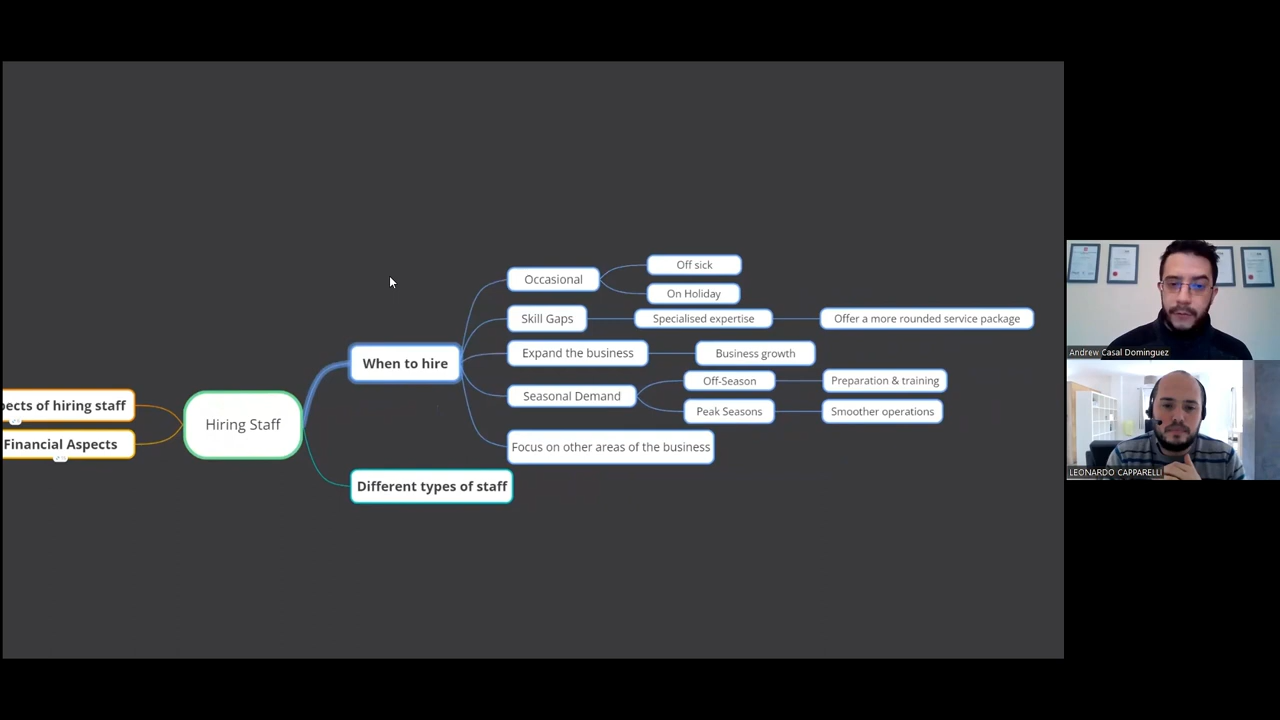 Off sick
Occasional
On Holiday
Skill Gaps
Specialised expertise
Offer a more rounded service package
Expand the business
Business growth
When to hire
Off-Season
Preparation & training
Seasonal Demand
Peak Seasons
Smoother operations
pects of hiring staff
Hiring Staff
Financial Aspects
Focus on other areas of the business
Different types of staff
Andrew Casal Dominguez
LEONARDO CAPPARELLI